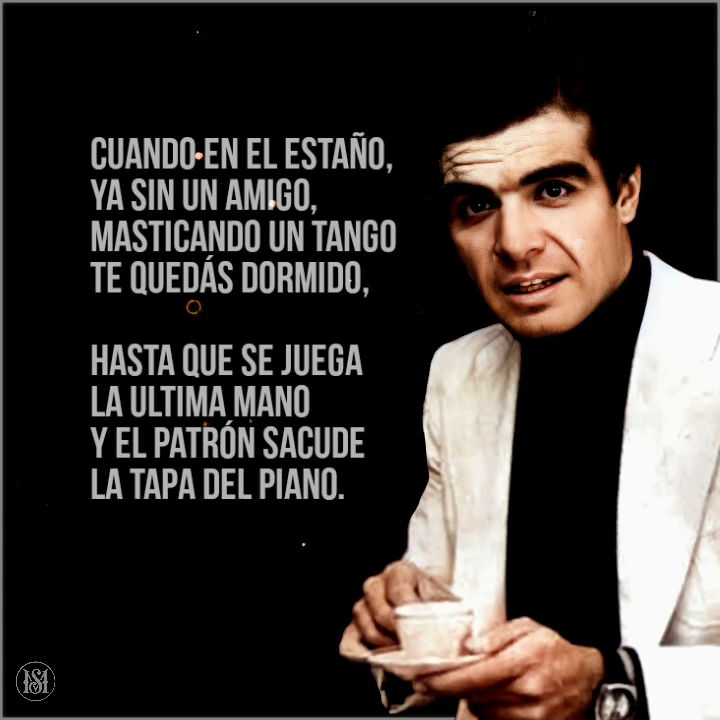 CUANDO EN EL ESTAÑO,
YA SIN UN AMIGO,
MASTICANDO UN TANGO
TE QUEDÁS DORMIDO,
HASTA QUE SE JUEGA
LA ULTIMA MANO
Y EL PATRÓN SACUDE
LA TAPA DEL PIANO.